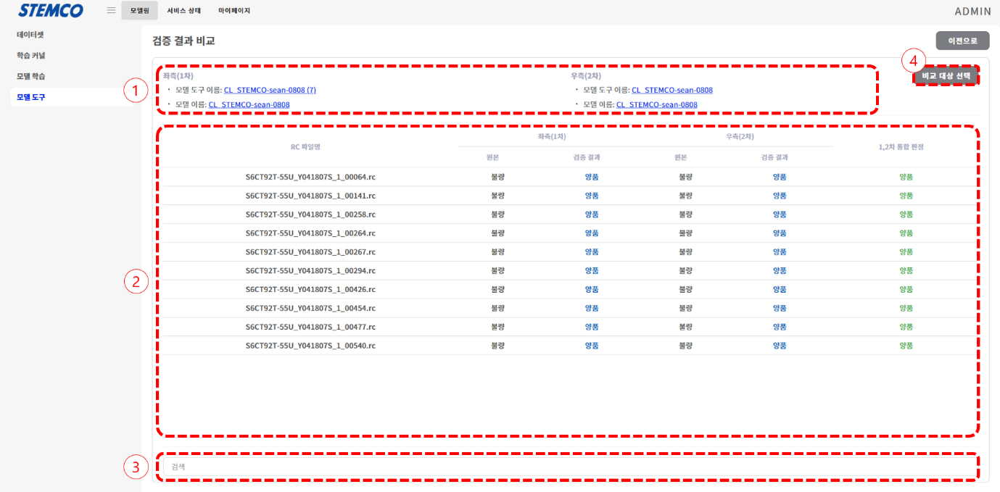 STEMCO 모델링 서비스 상태 마이페이지 ADMIN
데이터셋
학습 커널
모델 학습
모델 도구
검증 결과 비교 이전으로
4
비교 대상 선택
1
좌측(1차) 우측(2차)
· 모델 도구 이름: CL_STEMCO-sean-0808 (7) · 모델 도구 이름: CL_STEMCO-sean-0808
· 모델 이름: CL_STEMCO-sean-0808 · 모델 이름: CL_STEMCO-sean-0808
2
RC 파일명 좌측(1차) 우측(2차) 1,2차 통합 판정
원본 검증 결과 원본 검증 결과
S6CT92T-55U_Y041807S_1_00064.rc 불량 양품 불량 양품 양품
S6CT92T-55U_Y041807S_1_00141.rc 불량 양품 불량 양품 양품
S6CT92T-55U_Y041807S_1_00258.rc 불량 양품 불량 양품 양품
S6CT92T-55U_Y041807S_1_00264.rc 불량 양품 불량 양품 양품
S6CT92T-55U_Y041807S_1_00267.rc 불량 양품 불량 양품 양품
S6CT92T-55U_Y041807S_1_00294.rc 불량 양품 불량 양품 양품
S6CT92T-55U_Y041807S_1_00426.rc 불량 양품 불량 양품 양품
S6CT92T-55U_Y041807S_1_00454.rc 불량 양품 불량 양품 양품
S6CT92T-55U_Y041807S_1_00477.rc 불량 양품 불량 양품 양품
S6CT92T-55U_Y041807S_1_00540.rc 불량 양품 불량 양품 양품
3
검색